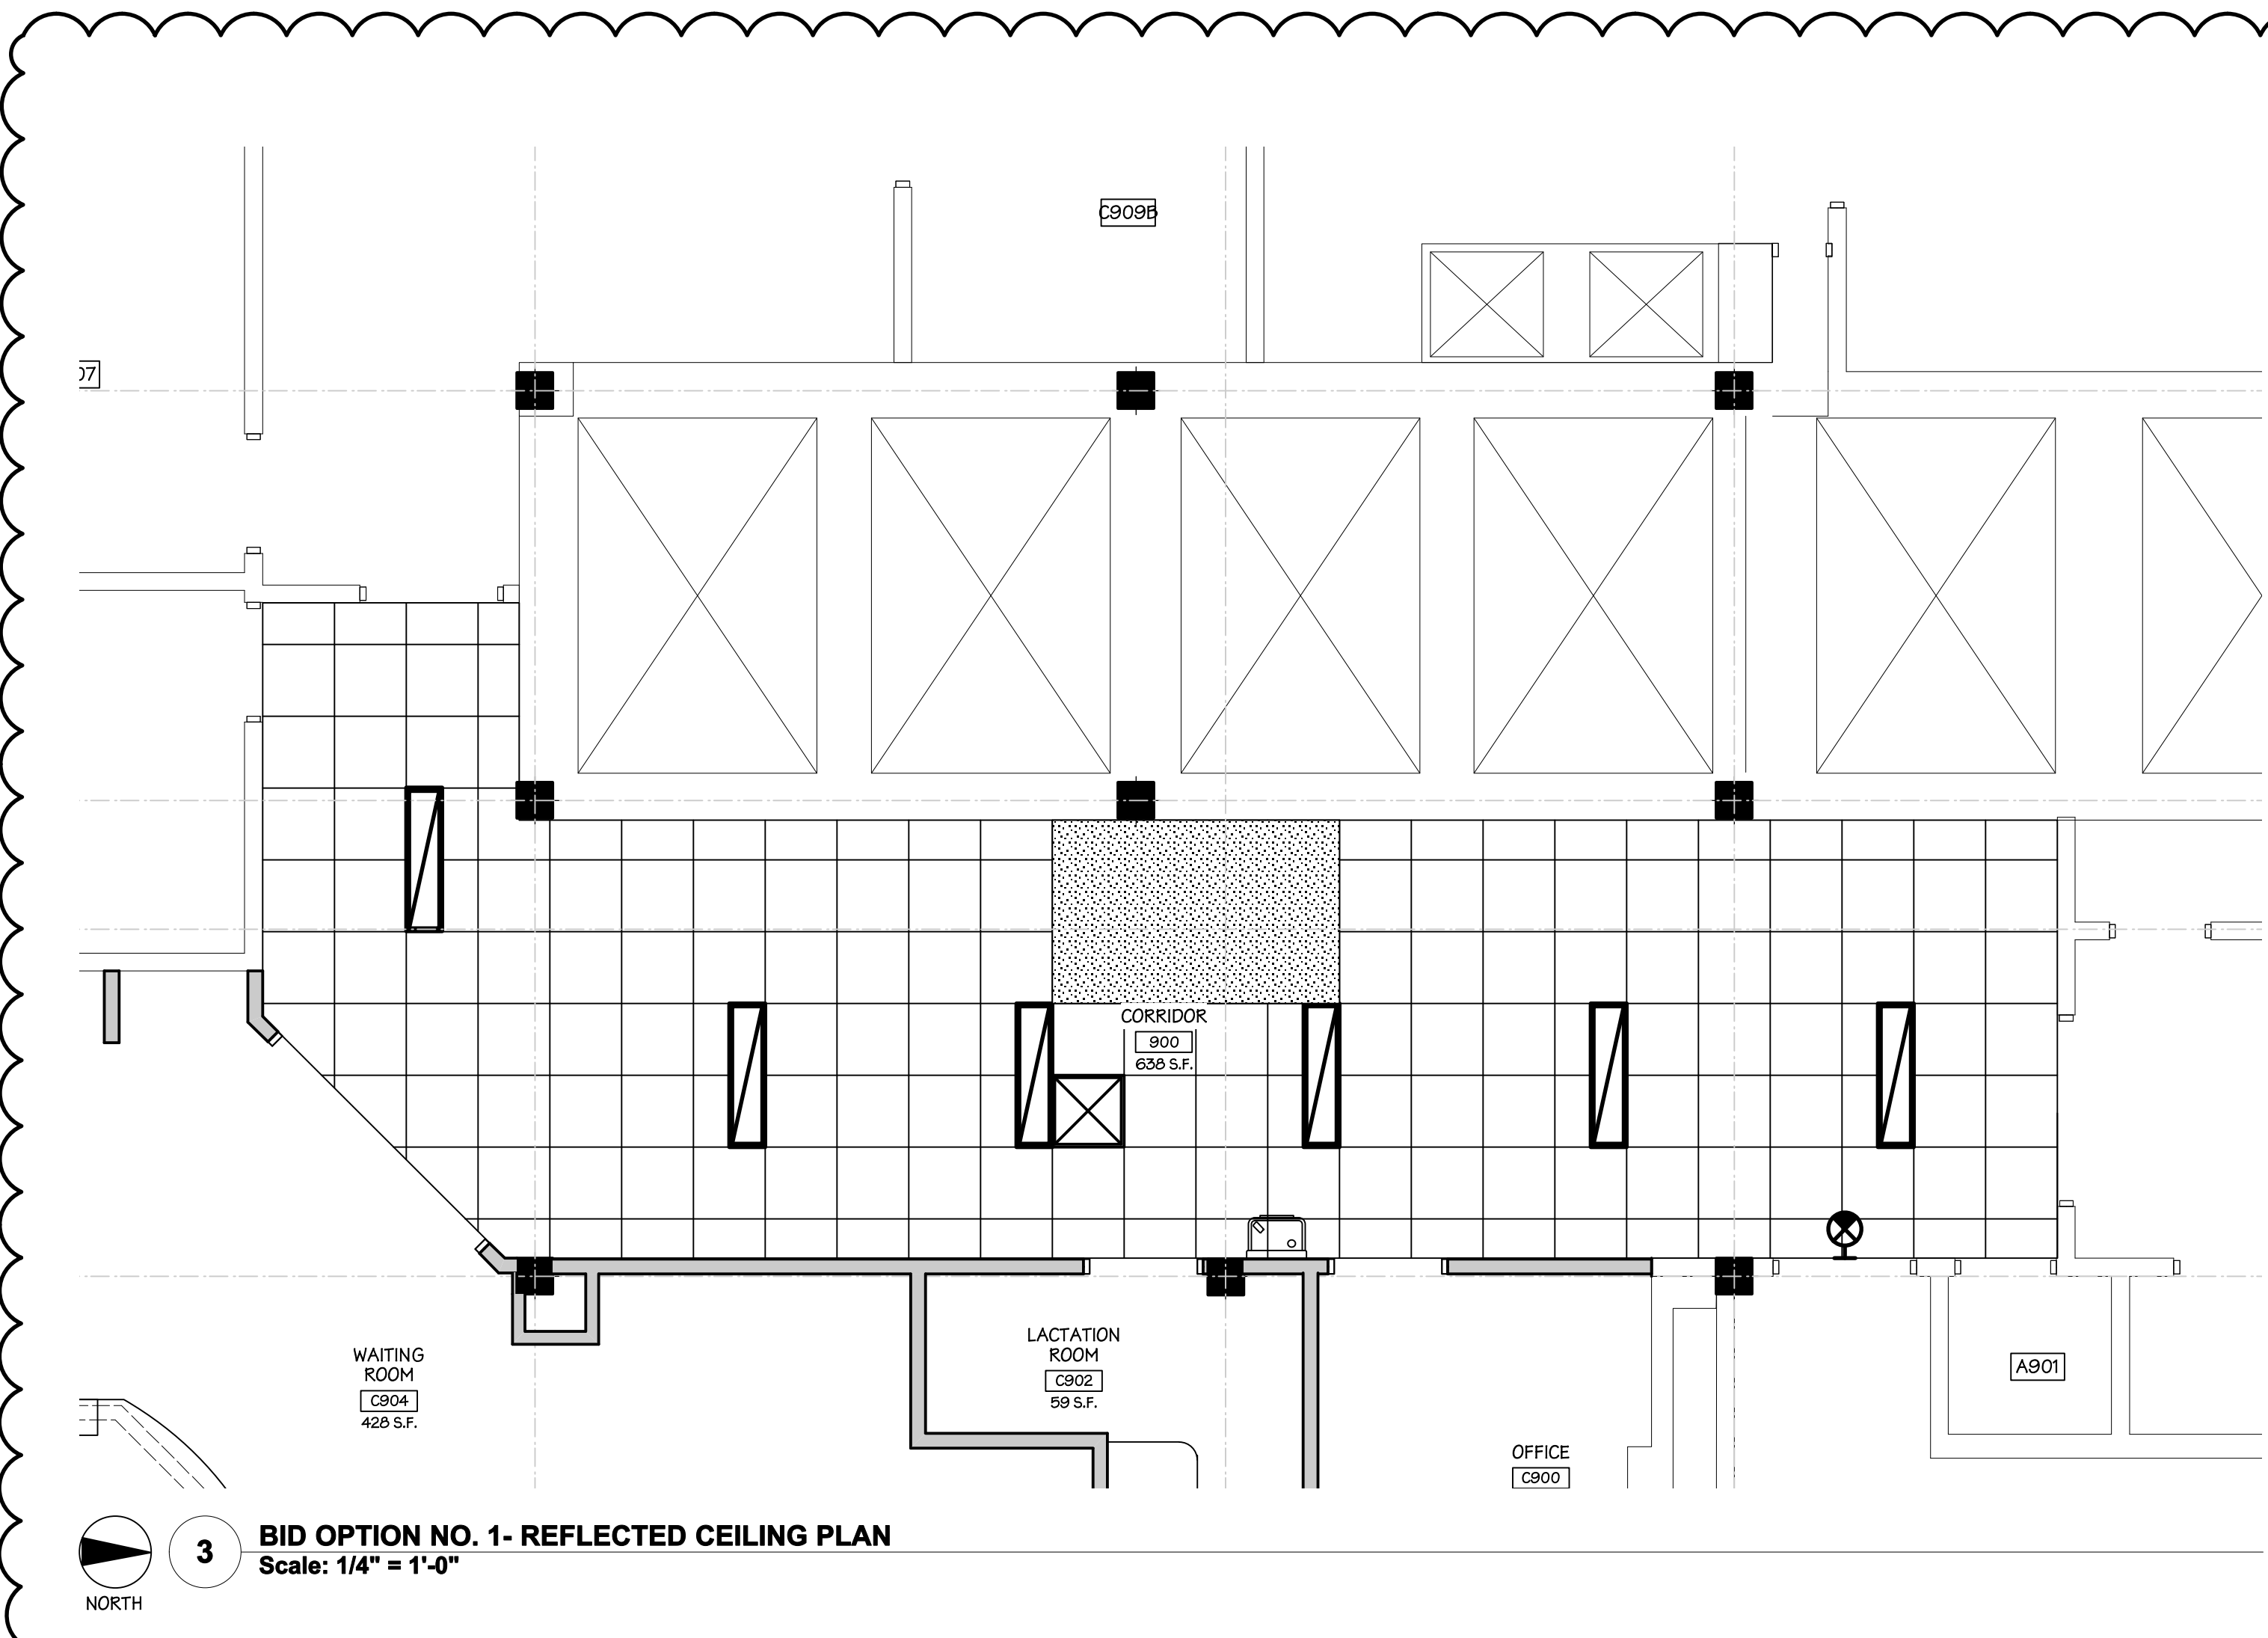 C909B
07
CORRIDOR
900
638 S.F.
LACTATION
ROOM
C902
59 S.F.
WAITING
ROOM
C904
428 S.F.
A901
OFFICE
C900
3
BID OPTION NO. 1- REFLECTED CEILING PLAN
Scale: 1/4" = 1'-0"
NORTH